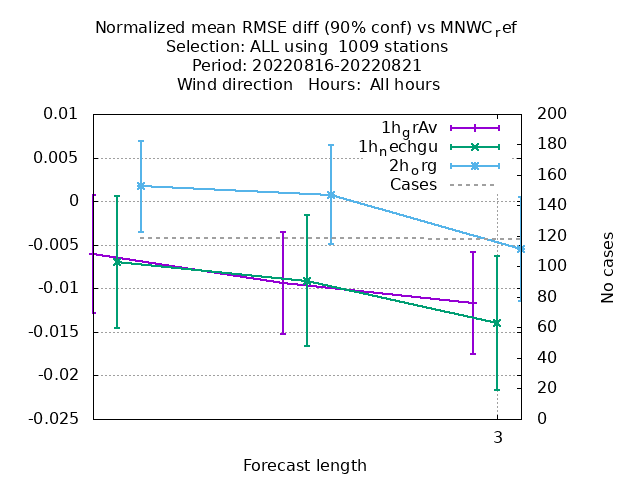 Normalized mean RMSE diff (90% conf) vs MNWC_ref
Selection: ALL using  1009 stations
Period: 20220816-20220821
Wind direction   Hours:  All hours
0.01
0.005
0
-0.005
-0.01
-0.015
-0.02
-0.025
200
180
160
140
120
100
80
60
40
20
0
1h_grAv
1h_nechgu
2h_org
Cases
No cases
3
Forecast length